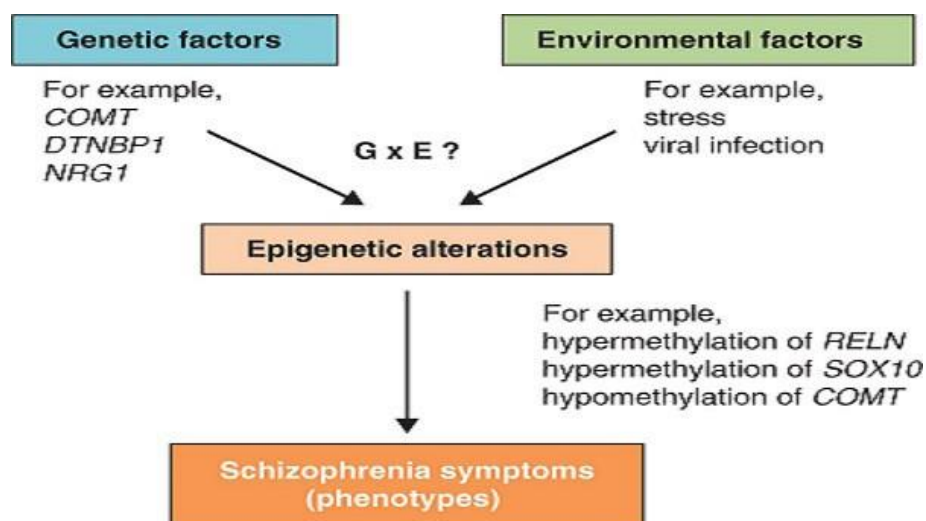 Genetic factors
Environmental factors
For example,
COMT
DTNBP1
NRG1
For example,
stress
viral infection
G x E ?
Epigenetic alterations
For example,
hypermethylation of RELN
hypermethylation of SOX10
hypomethylation of COMT
Schizophrenia symptoms
(phenotypes)